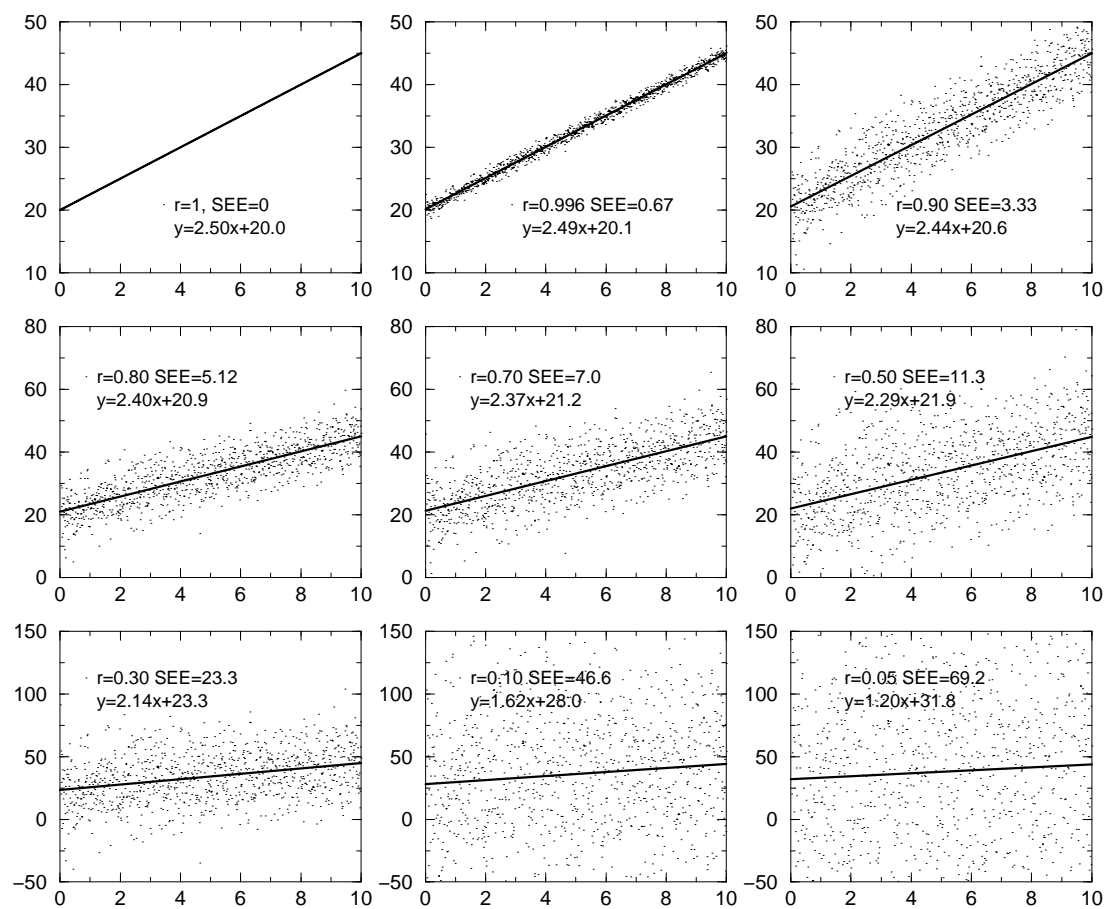 50
40
30
20
10
r=1, SEE=0
y=2.50x+20.0
0 2 4 6 8 10
50
40
30
20
10
r=0.996 SEE=0.67
y=2.49x+20.1
0 2 4 6 8 10
50
40
30
20
10
r=0.90 SEE=3.33
y=2.44x+20.6
0 2 4 6 8 10
80
60
40
20
0
r=0.80 SEE=5.12
y=2.40x+20.9
0 2 4 6 8 10
80
60
40
20
0
r=0.70 SEE=7.0
y=2.37x+21.2
0 2 4 6 8 10
80
60
40
20
0
r=0.50 SEE=11.3
y=2.29x+21.9
0 2 4 6 8 10
150
100
50
0
−50
r=0.30 SEE=23.3
y=2.14x+23.3
0 2 4 6 8 10
150
100
50
0
−50
r=0.10 SEE=46.6
y=1.62x+28.0
0 2 4 6 8 10
150
100
50
0
−50
r=0.05 SEE=69.2
y=1.20x+31.8
0 2 4 6 8 10